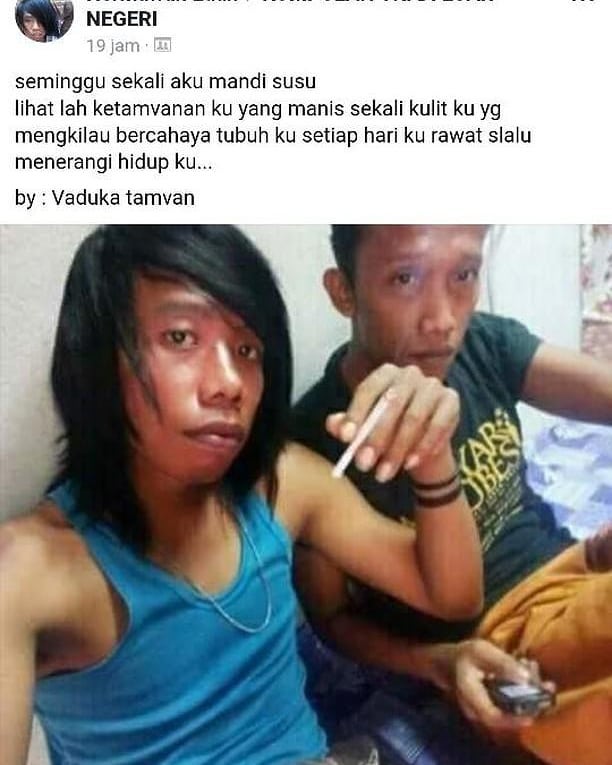 NEGERI
19 jam
seminggu sekali aku mandi susu
lihat lah ketamvanan ku yang manis sekali kulit ku yg
mengkilau bercahaya tubuh ku setiap hari ku rawat slalu
menerangi hidup ku...
by : Vaduka tamvan